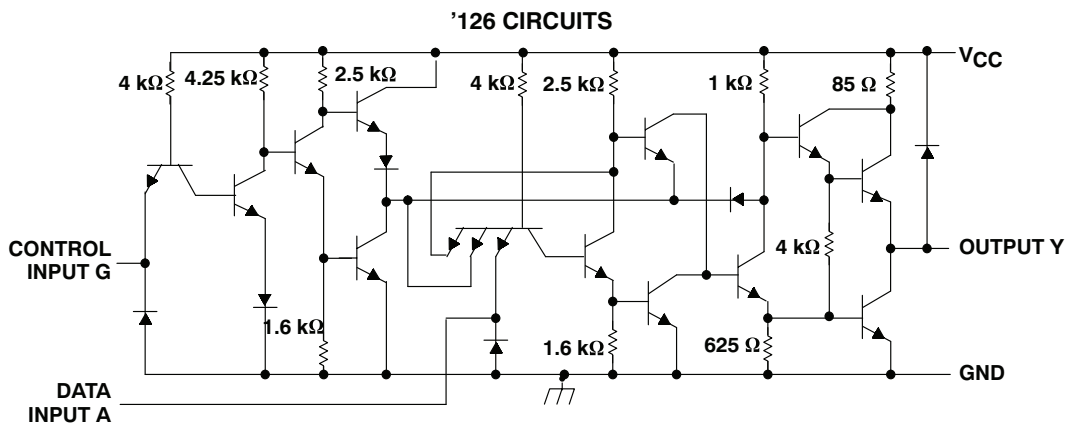 '126 CIRCUITS
VCC
4 kΩ
4.25 kΩ
2.5 kΩ
4 kΩ
2.5 kΩ
1 kΩ
85 Ω
CONTROL
INPUT G
4 kΩ
OUTPUT Y
1.6 kΩ
1.6 kΩ
625 Ω
GND
DATA
INPUT A